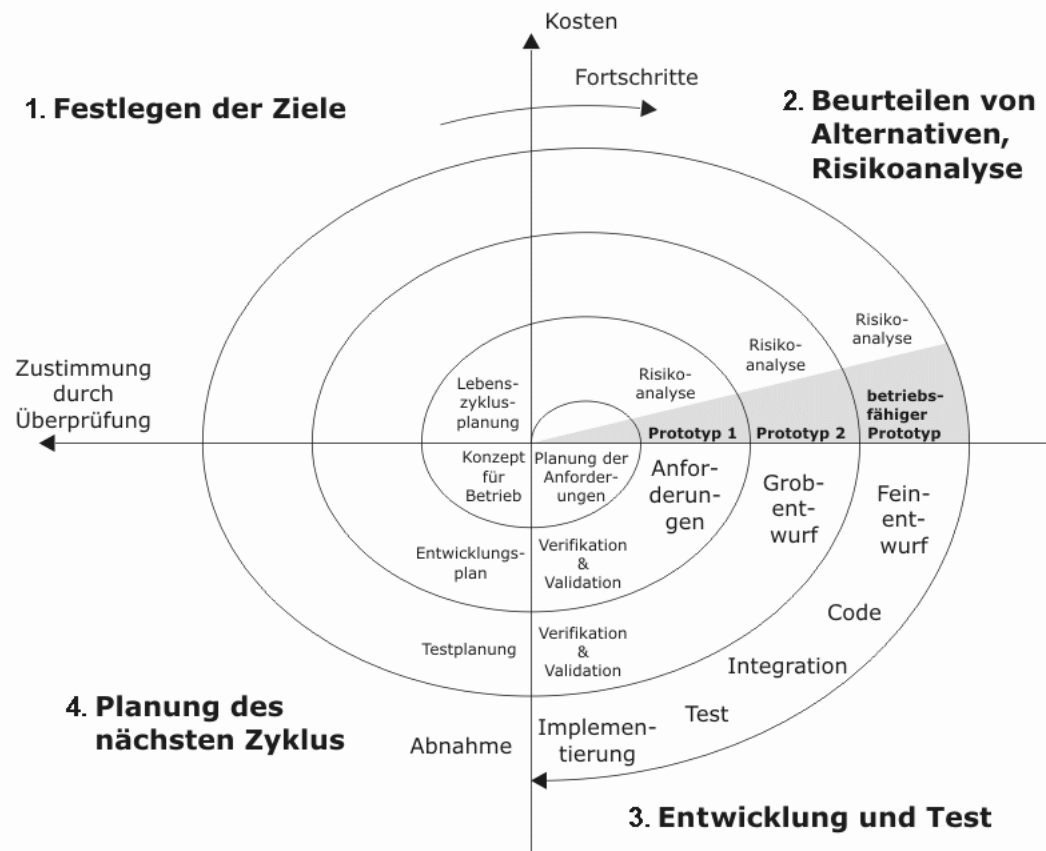 Kosten
Fortschritte
1. Festlegen der Ziele
2. Beurteilen von
Alternativen,
Risikoanalyse
Zustimmung
durch
Überprüfung
Lebens-
zyklus-
planung
Risiko-
analyse
Risiko-
analyse
Risiko-
analyse
Prototyp 1
Prototyp 2
betriebs-
fähiger
Prototyp
Konzept
für
Betrieb
Planung der
Anforder-
ungen
Anfor-
derun-
gen
Grob-
ent-
wurf
Fein-
ent-
wurf
Entwicklungs-
plan
Verifikation
&
Validation
Testplanung
Verifikation
&
Validation
Code
Integration
Test
Implemen-
tierung
Abnahme
4. Planung des
nächsten Zyklus
3. Entwicklung und Test